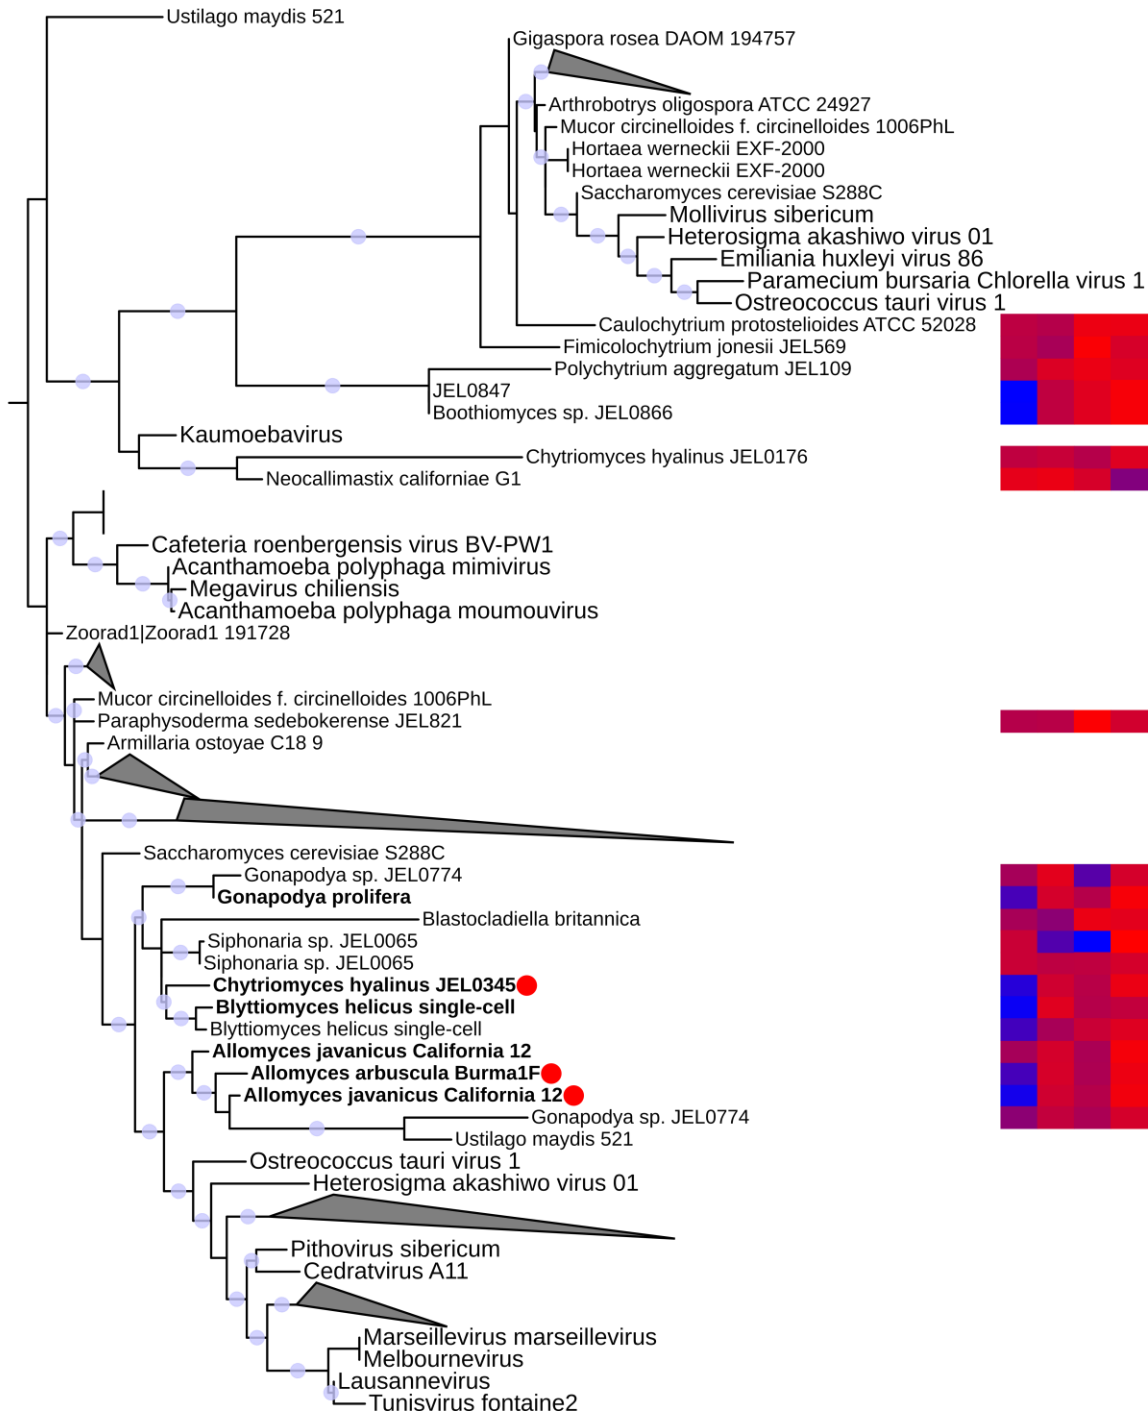 Ustilago maydis 521
Gigaspora rosea DAOM 194757
Arthrobotrys oligospora ATCC 24927
Mucor circinelloides f. circinelloides 1006PhL
Hortaea werneckii EXF-2000
Hortaea werneckii EXF-2000
Saccharomyces cerevisiae S288C
Mollivirus sibericum
Heterosigma akashiwo virus 01
Emiliania huxleyi virus 86
Paramecium bursaria Chlorella virus 1
Ostreococcus tauri virus 1
Caulochytrium protostelioides ATCC 52028
Fimicolochytrium jonesii JEL569
Polychytrium aggregatum JEL109
JEL0847
Boothiomyces sp. JEL0866
Kaumoebavirus
Chytriomyces hyalinus JEL0176
Neocallimastix californiae G1
Cafeteria roenbergensis virus BV-PW1
Acanthamoeba polyphaga mimivirus
Megavirus chiliensis
Acanthamoeba polyphaga moumouvirus
Zoorad1|Zoorad1 191728
Mucor circinelloides f. circinelloides 1006PhL
Paraphysoderma sedebokerense JEL821
Armillaria ostoyae C18 9
Saccharomyces cerevisiae S288C
Gonapodya sp. JEL0774
Gonapodya prolifera
Blastocladiella britannica
Siphonaria sp. JEL0065
Siphonaria sp. JEL0065
Chytriomyces hyalinus JEL0345
Blyttiomyces helicus single-cell
Blyttiomyces helicus single-cell
Allomyces javanicus California 12
Allomyces arbuscula Burma1F
Allomyces javanicus California 12
Gonapodya sp. JEL0774
Ustilago maydis 521
Ostreococcus tauri virus 1
Heterosigma akashiwo virus 01
Pithovirus sibericum
Cedratvirus A11
Marseillevirus marseillevirus
Melbournevirus
Lausannevirus
Tunisvirus fontaine2